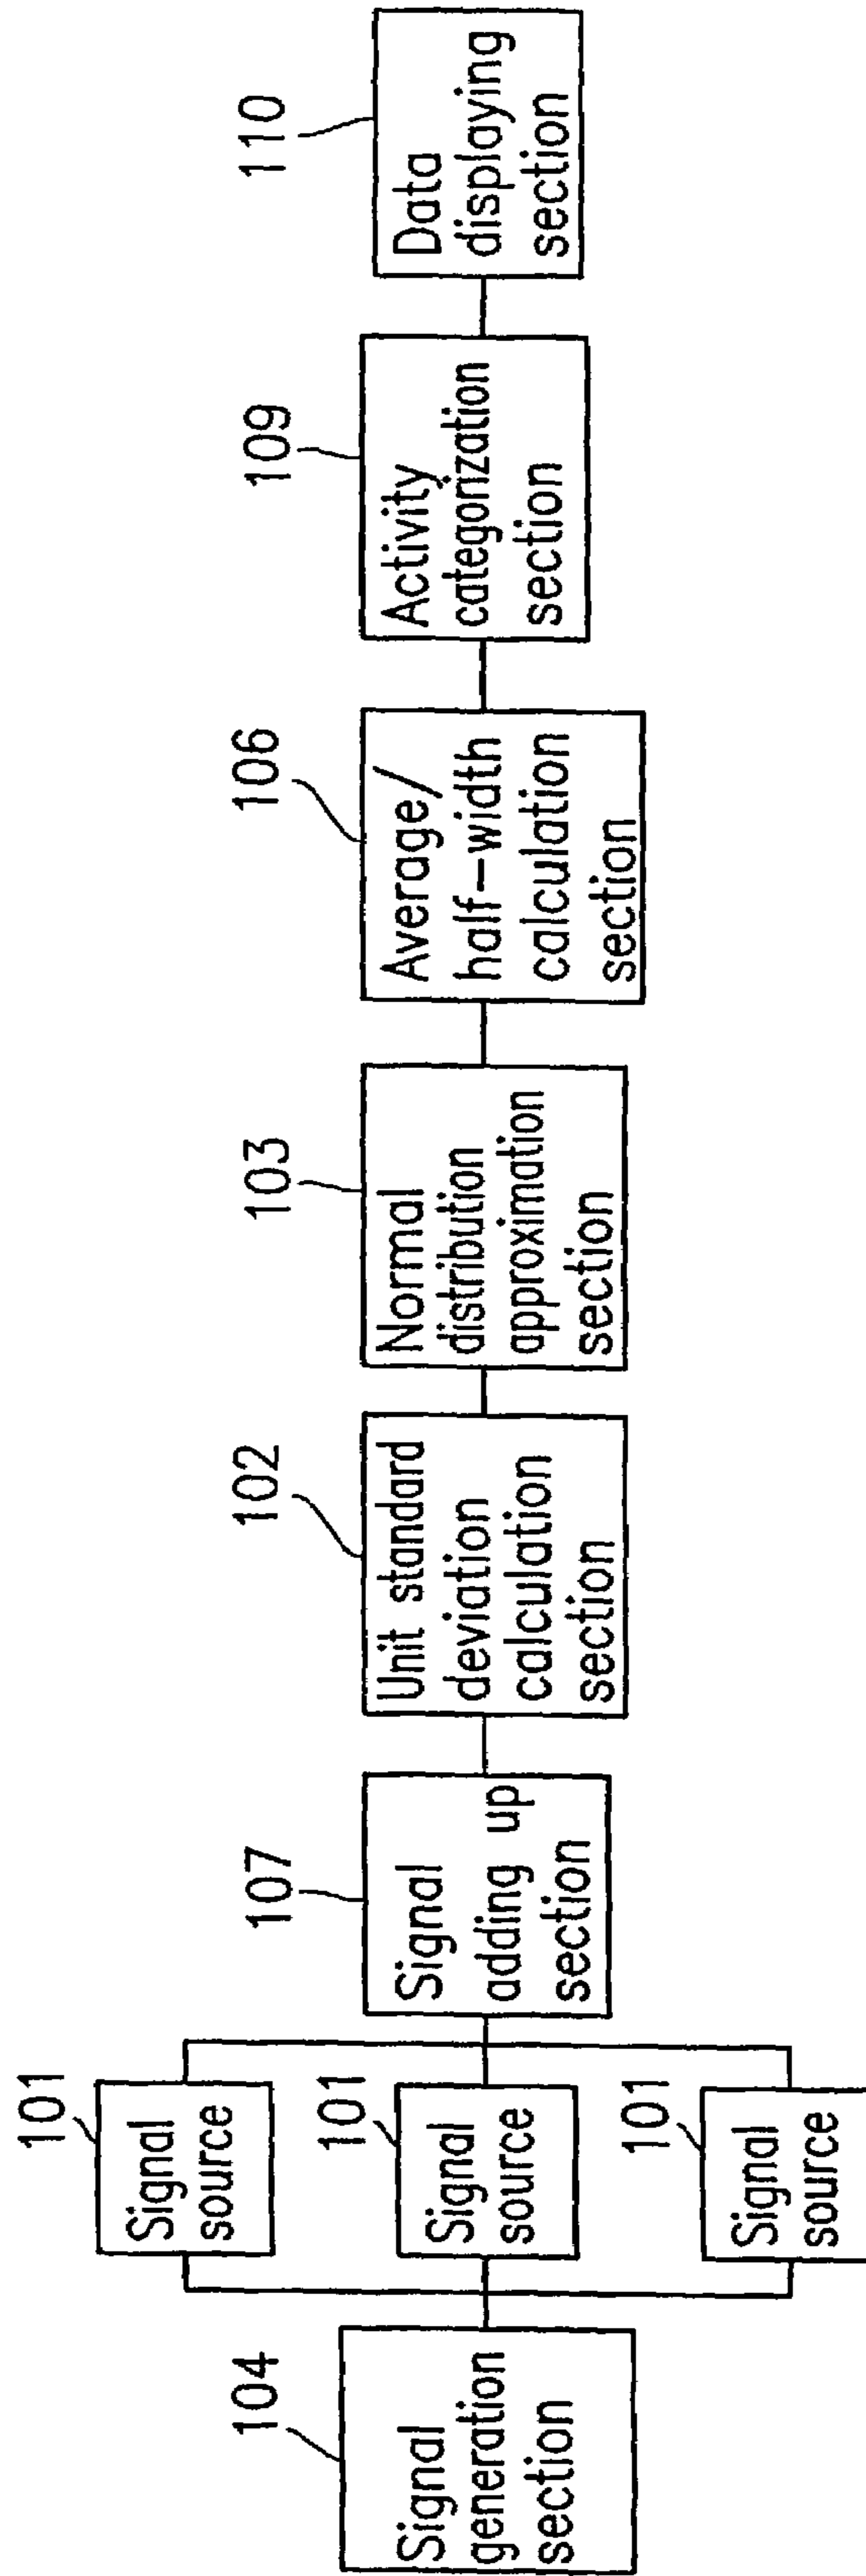 104
Signal
generation
section
101
Signal
source
101
Signal
source
101
Signal
source
107
Signal
adding up
section
102
Unit standard
deviation
calculation
section
103
Normal
distribution
approximation
section
106
Average/
half-width
calculation
section
109
Activity
categorization
section
110
Data
displaying
section